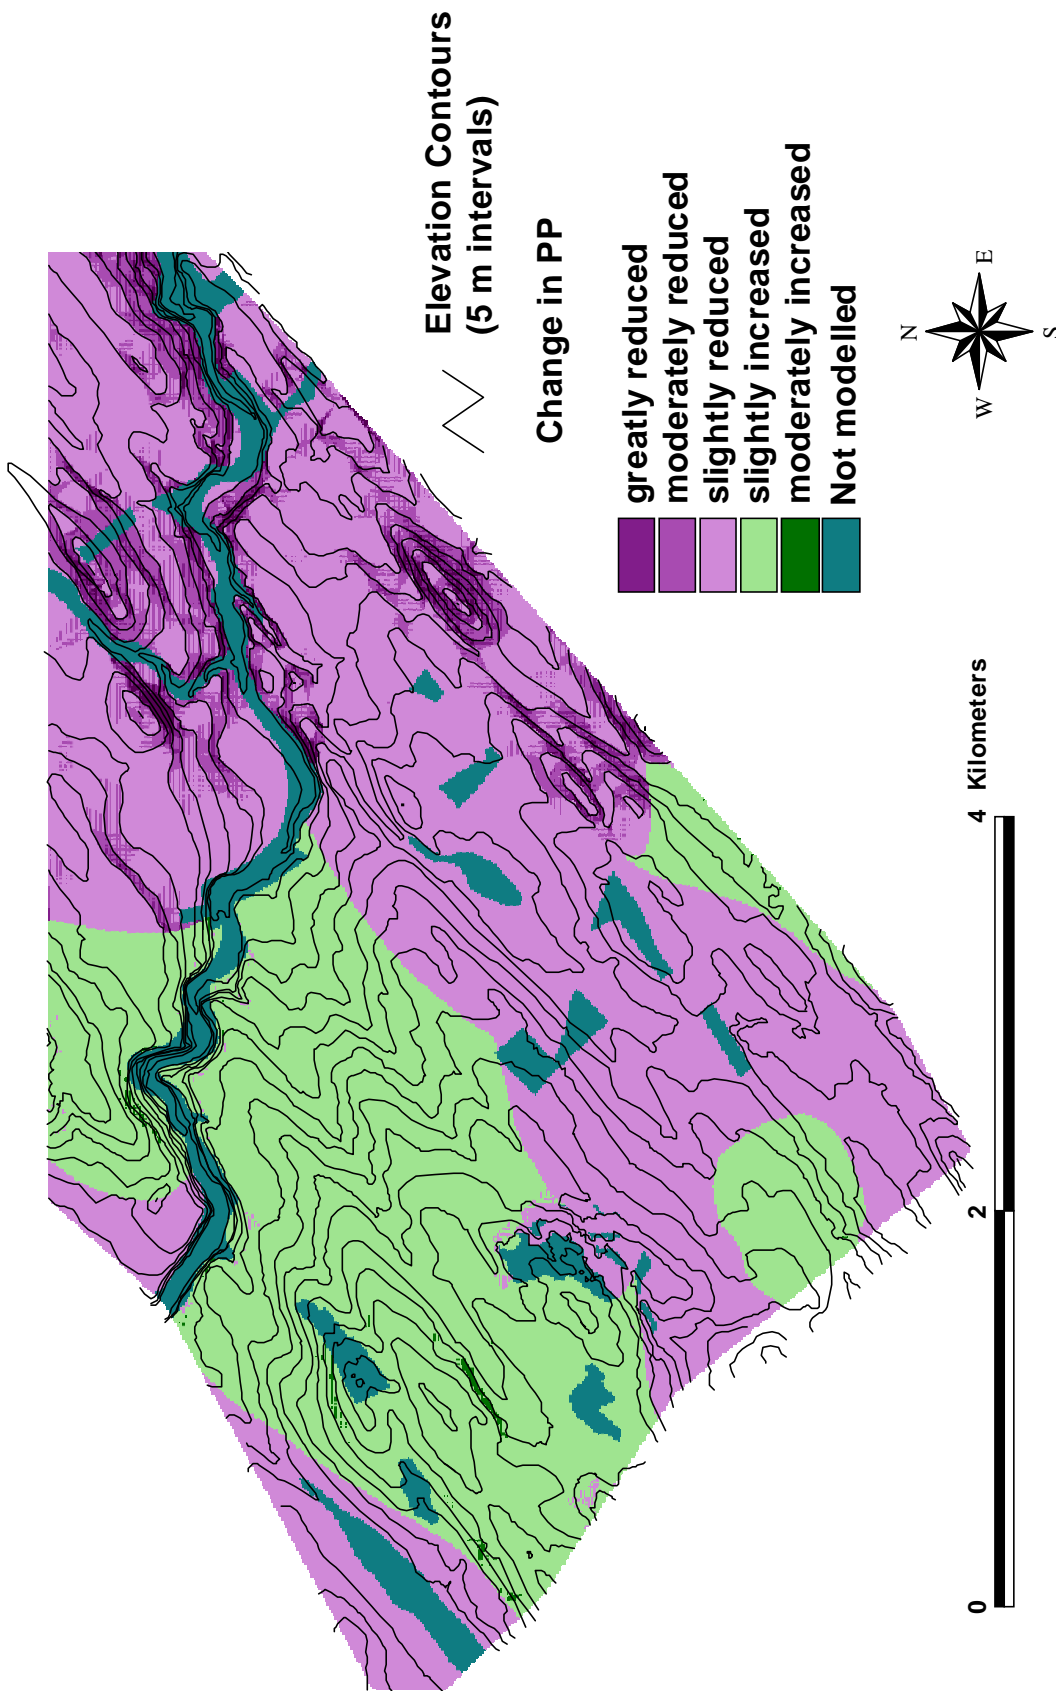 Elevation Contours
(5 m intervals)
Change in PP
greatly reduced
moderately reduced
slightly reduced
slightly increased
moderately increased
Not modelled
N
W
E
S
0
2
4 Kilometers